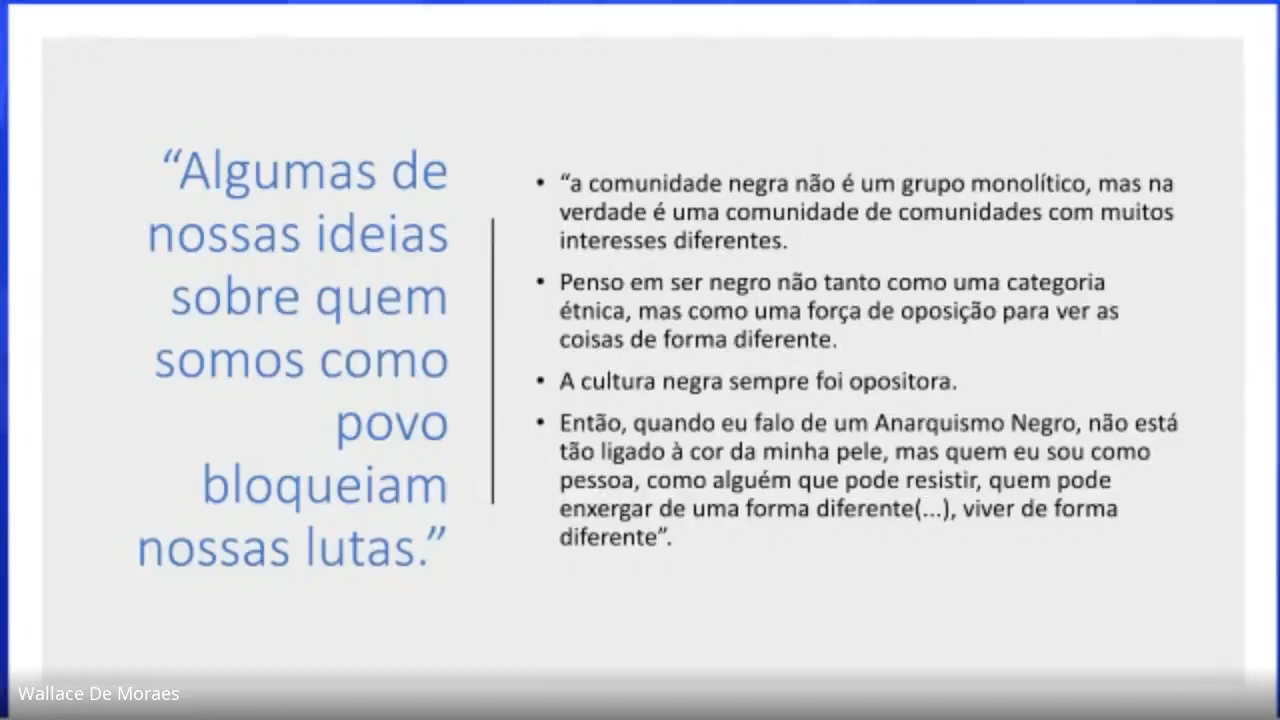 “Algumas de
nossas ideias
sobre quem
somos como
povo
bloqueiam
nossas lutas.”
• “a comunidade negra não é um grupo monolítico, mas na
verdade é uma comunidade de comunidades com muitos
interesses diferentes.
• Penso em ser negro não tanto como uma categoria
étnica, mas como uma força de oposição para ver as
coisas de forma diferente.
• A cultura negra sempre foi opositora.
• Então, quando eu falo de um Anarquismo Negro, não está
tão ligado à cor da minha pele, mas quem eu sou como
pessoa, como alguém que pode resistir, quem pode
enxergar de uma forma diferente(...), viver de forma
diferente”.
Wallace De Moraes